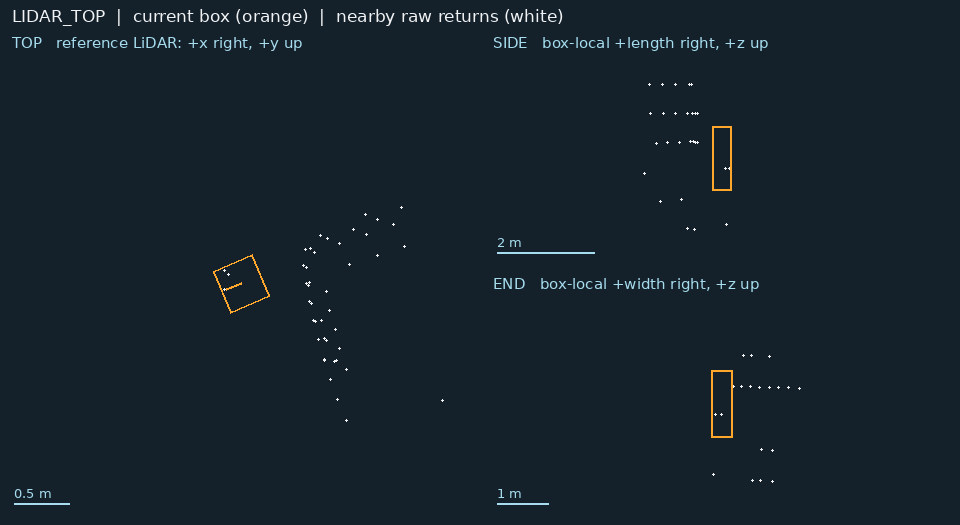 LIDAR_TOP | current box (orange) | nearby raw returns (white)
TOP reference LiDAR: +x right, +y up
SIDE box-local +length right, +z up
2 m
END box-local +width right, +z up
0.5 m
1 m